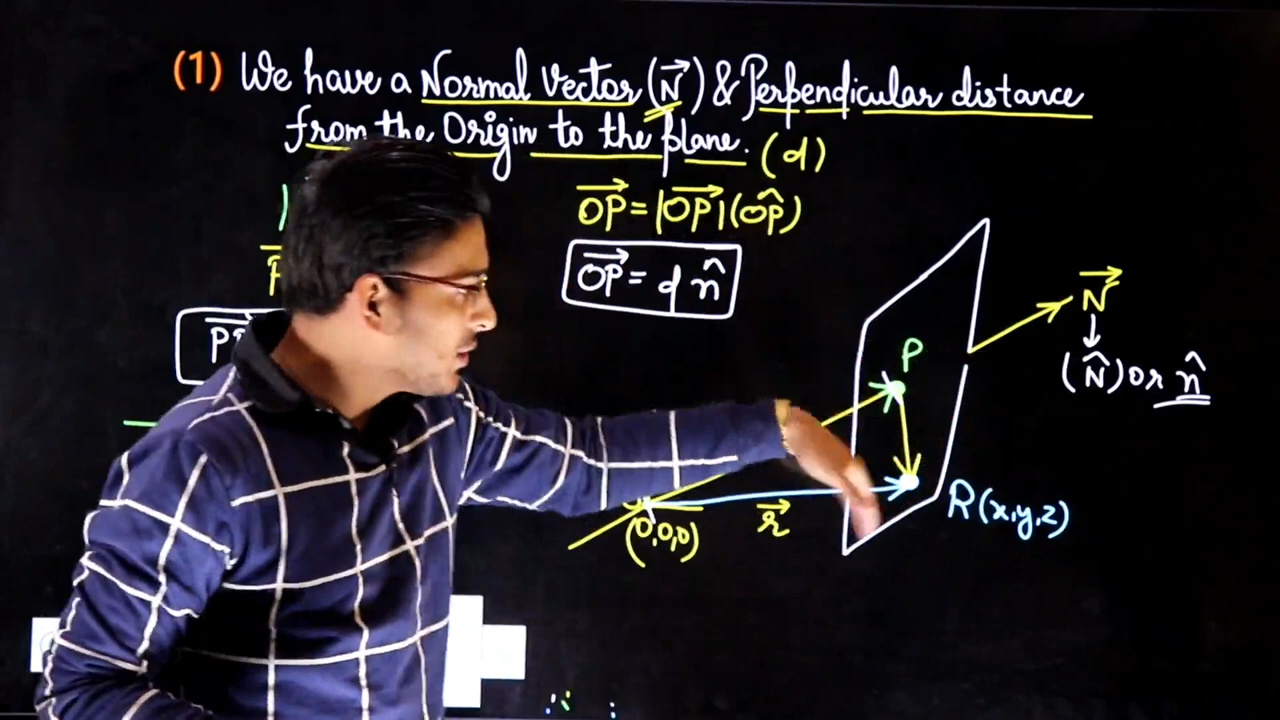 (1) We have a Normal Vector (N⃗) & Perpendicular distance
from the Origin to the plane. (d)
OP⃗ = |OP⃗| (OP̂)
OP⃗ = d n̂
N⃗
(N̂) or n̂
P
R(x,y,z)
(0,0,0)
r⃗